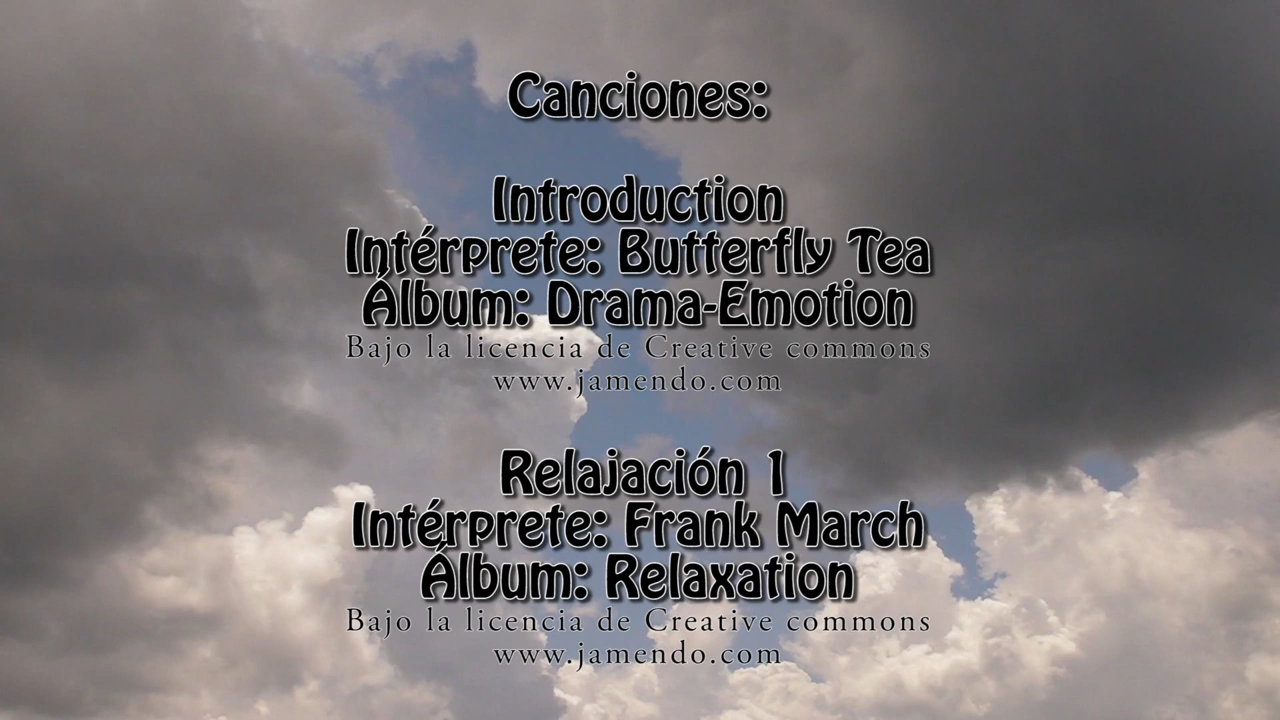 Canciones:
Introduction
Intérprete: Butterfly Tea
Álbum: Drama-Emotion
Bajo la licencia de Creative commons
www.jamendo.com
Relajación 1
Intérprete: Frank March
Álbum: Relaxation
Bajo la licencia de Creative commons
www.jamendo.com